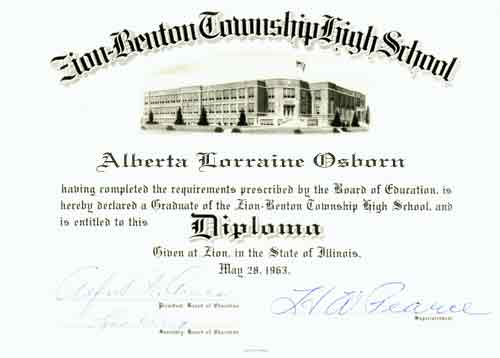 Zion-Benton Township High School
Alberta Lorraine Osborn
having completed the requirements prescribed by the Board of Education, is
hereby declared a Graduate of the Zion-Benton Township High School, and
is entitled to this Diploma
Given at Zion, in the State of Illinois,
May 28, 1963.
President Board of Education
H W Pearce
Superintendent
Secretary Board of Education